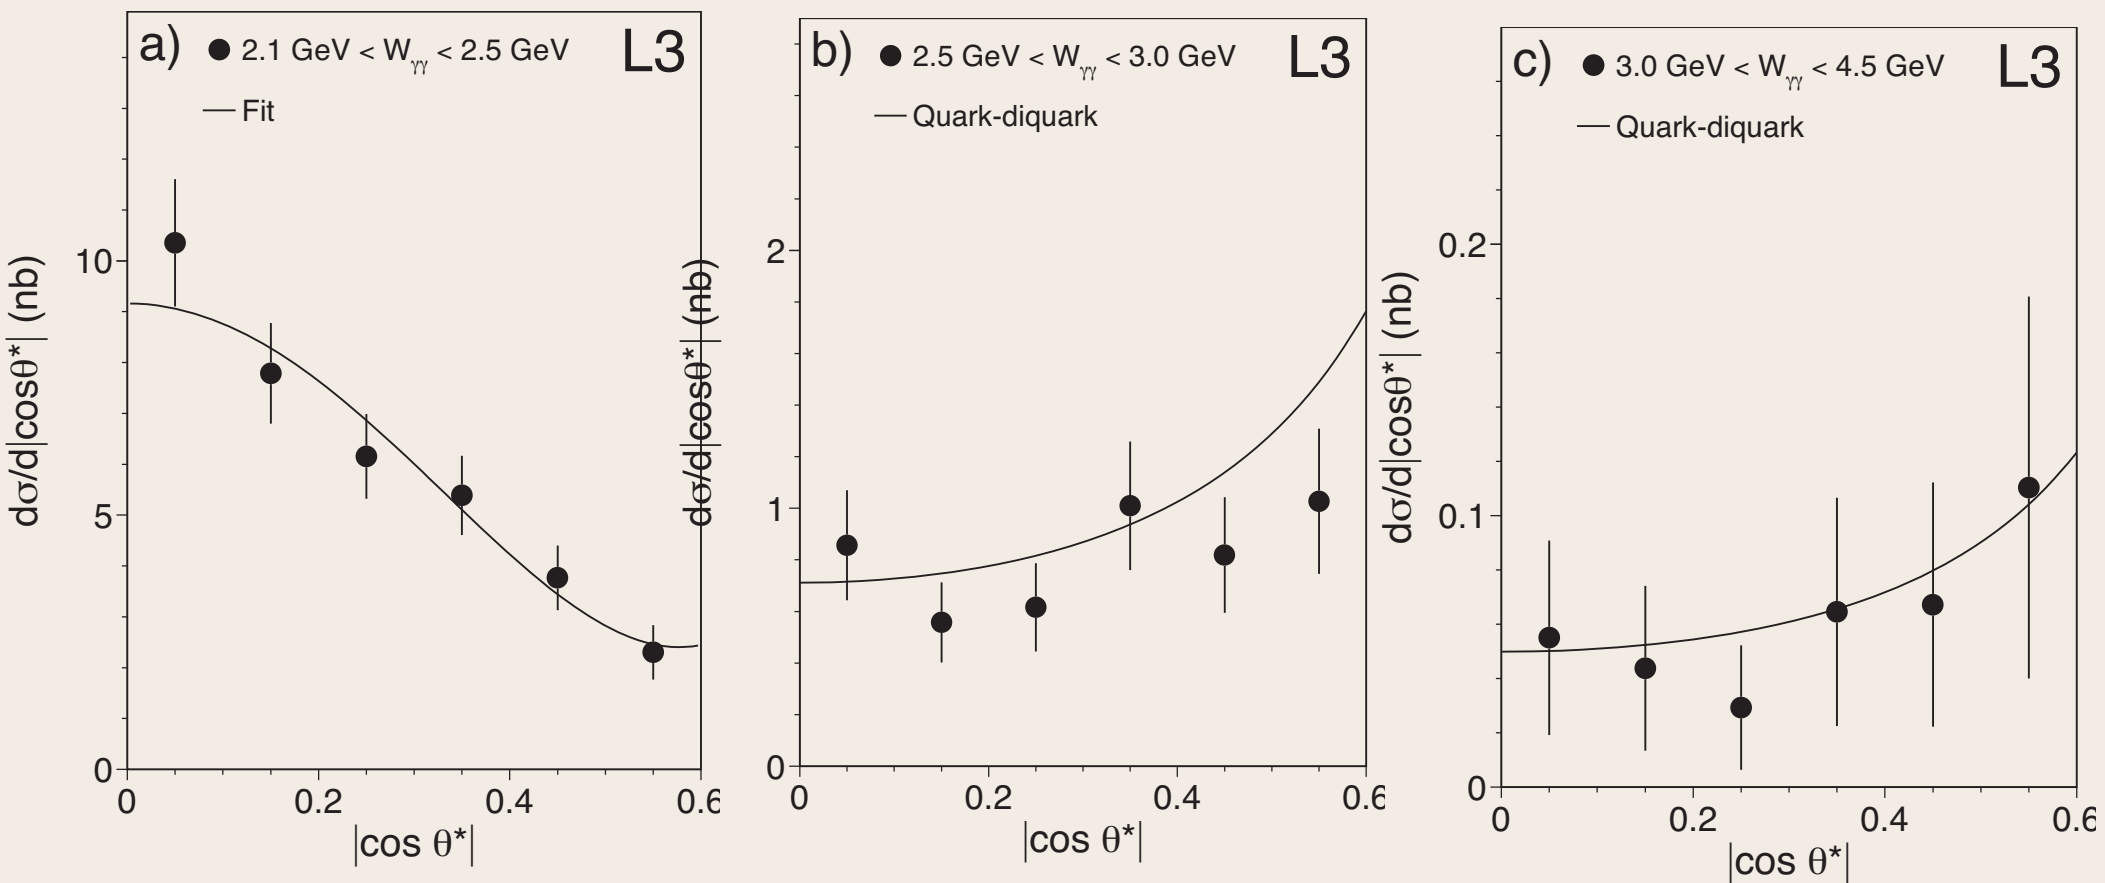 a) 2.1 GeV < Wγγ < 2.5 GeV L3
Fit
10
5
0
0 0.2 0.4 0.6
dσ/d|cosθ*| (nb)
|cos θ*|
b) 2.5 GeV < Wγγ < 3.0 GeV L3
Quark-diquark
2
1
0
0 0.2 0.4 0.6
dσ/d|cosθ*| (nb)
|cos θ*|
c) 3.0 GeV < Wγγ < 4.5 GeV L3
Quark-diquark
0.2
0.1
0
0 0.2 0.4 0.6
dσ/d|cosθ*| (nb)
|cos θ*|